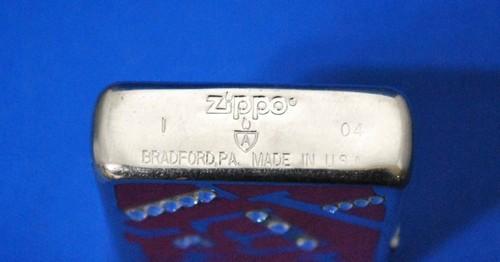 zippo
I A 04
BRADFORD, PA. MADE IN U.S.A.